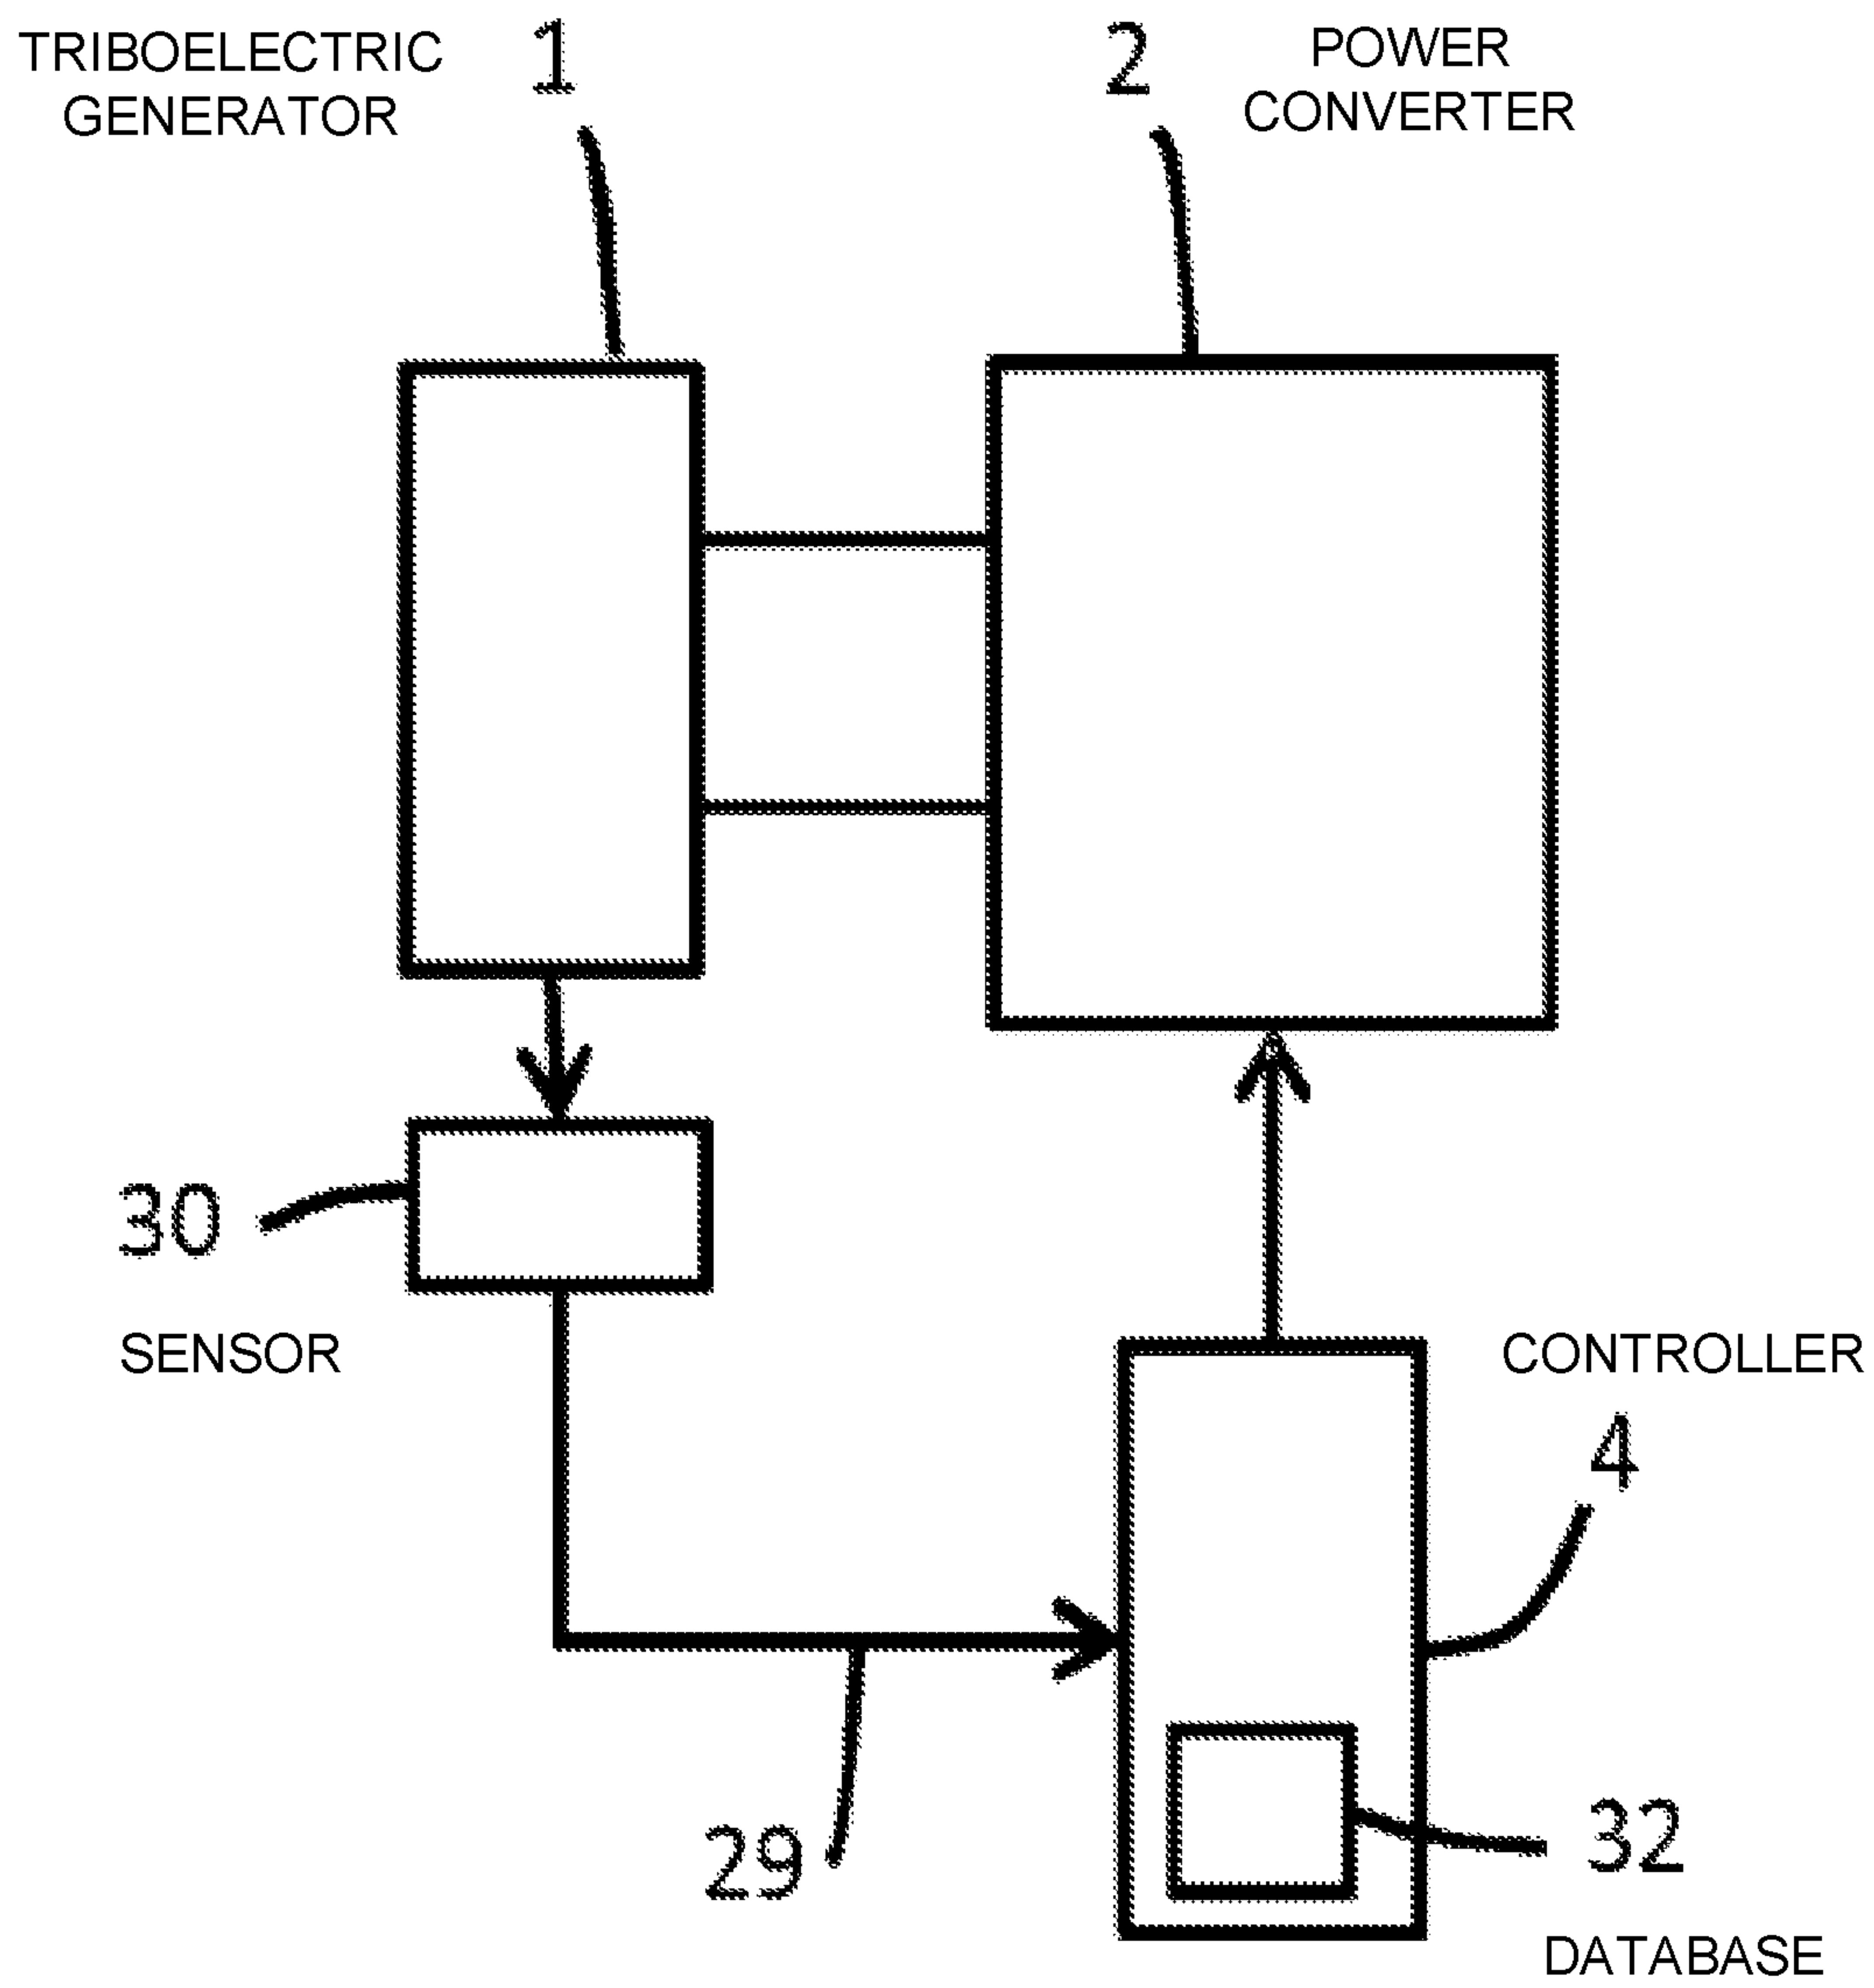 TRIBOELECTRIC
GENERATOR
1
2
POWER
CONVERTER
30
SENSOR
CONTROLLER
4
29
32
DATABASE